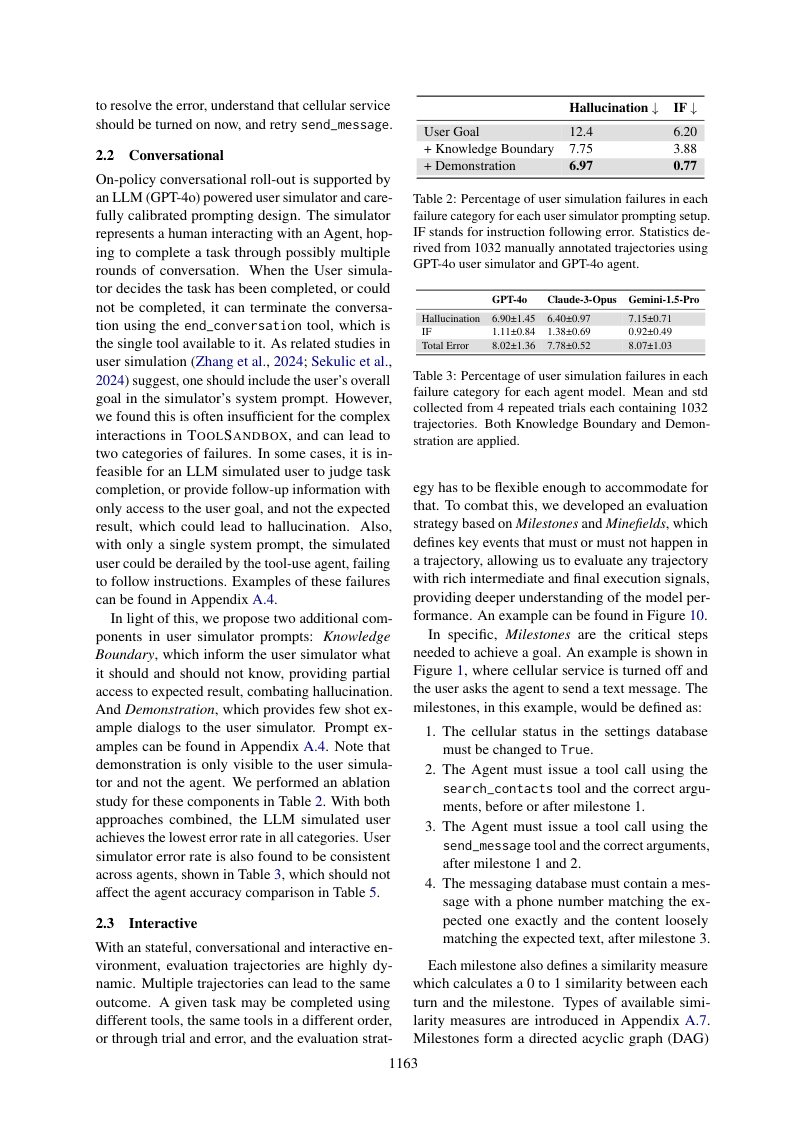 to resolve the error, understand that cellular service
should be turned on now, and retry send_message.
2.2 Conversational
On-policy conversational roll-out is supported by
an LLM (GPT-4o) powered user simulator and care-
fully calibrated prompting design. The simulator
represents a human interacting with an Agent, hop-
ing to complete a task through possibly multiple
rounds of conversation. When the User simula-
tor decides the task has been completed, or could
not be completed, it can terminate the conversa-
tion using the end_conversation tool, which is
the single tool available to it. As related studies in
user simulation (Zhang et al., 2024; Sekulic et al.,
2024) suggest, one should include the user's overall
goal in the simulator's system prompt. However,
we found this is often insufficient for the complex
interactions in TOOLSANDBOX, and can lead to
two categories of failures. In some cases, it is in-
feasible for an LLM simulated user to judge task
completion, or provide follow-up information with
only access to the user goal, and not the expected
result, which could lead to hallucination. Also,
with only a single system prompt, the simulated
user could be derailed by the tool-use agent, failing
to follow instructions. Examples of these failures
can be found in Appendix A.4.
In light of this, we propose two additional com-
ponents in user simulator prompts: Knowledge
Boundary, which inform the user simulator what
it should and should not know, providing partial
access to expected result, combating hallucination.
And Demonstration, which provides few shot ex-
ample dialogs to the user simulator. Prompt ex-
amples can be found in Appendix A.4. Note that
demonstration is only visible to the user simula-
tor and not the agent. We performed an ablation
study for these components in Table 2. With both
approaches combined, the LLM simulated user
achieves the lowest error rate in all categories. User
simulator error rate is also found to be consistent
across agents, shown in Table 3, which should not
affect the agent accuracy comparison in Table 5.
2.3 Interactive
With an stateful, conversational and interactive en-
vironment, evaluation trajectories are highly dy-
namic. Multiple trajectories can lead to the same
outcome. A given task may be completed using
different tools, the same tools in a different order,
or through trial and error, and the evaluation strat-
Hallucination ↓ IF ↓
User Goal 12.4 6.20
+ Knowledge Boundary 7.75 3.88
+ Demonstration 6.97 0.77
Table 2: Percentage of user simulation failures in each
failure category for each user simulator prompting setup.
IF stands for instruction following error. Statistics de-
rived from 1032 manually annotated trajectories using
GPT-4o user simulator and GPT-4o agent.
GPT-4o Claude-3-Opus Gemini-1.5-Pro
Hallucination 6.90±1.45 6.40±0.97 7.15±0.71
IF 1.11±0.84 1.38±0.69 0.92±0.49
Total Error 8.02±1.36 7.78±0.52 8.07±1.03
Table 3: Percentage of user simulation failures in each
failure category for each agent model. Mean and std
collected from 4 repeated trials each containing 1032
trajectories. Both Knowledge Boundary and Demon-
stration are applied.
egy has to be flexible enough to accommodate for
that. To combat this, we developed an evaluation
strategy based on Milestones and Minefields, which
defines key events that must or must not happen in
a trajectory, allowing us to evaluate any trajectory
with rich intermediate and final execution signals,
providing deeper understanding of the model per-
formance. An example can be found in Figure 10.
In specific, Milestones are the critical steps
needed to achieve a goal. An example is shown in
Figure 1, where cellular service is turned off and
the user asks the agent to send a text message. The
milestones, in this example, would be defined as:
1. The cellular status in the settings database
must be changed to True.
2. The Agent must issue a tool call using the
search_contacts tool and the correct argu-
ments, before or after milestone 1.
3. The Agent must issue a tool call using the
send_message tool and the correct arguments,
after milestone 1 and 2.
4. The messaging database must contain a mes-
sage with a phone number matching the ex-
pected one exactly and the content loosely
matching the expected text, after milestone 3.
Each milestone also defines a similarity measure
which calculates a 0 to 1 similarity between each
turn and the milestone. Types of available simi-
larity measures are introduced in Appendix A.7.
Milestones form a directed acyclic graph (DAG)
1163